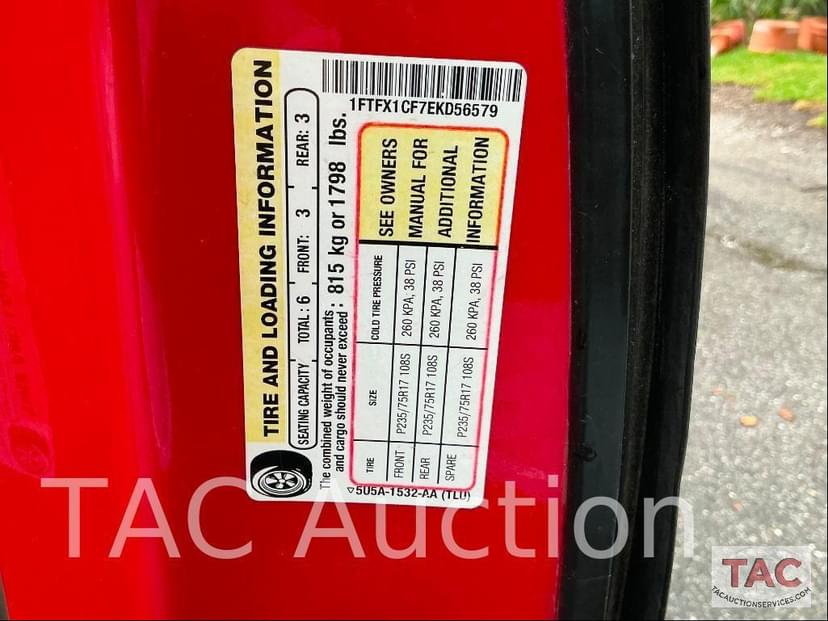 TIRE AND LOADING INFORMATION
SEATING CAPACITY TOTAL: 6 FRONT: 3 REAR: 3
The combined weight of occupants and cargo should never exceed : 815 kg or 1798 lbs.
TIRE SIZE COLD TIRE PRESSURE
FRONT P235/75R17 108S 260 KPA, 38 PSI
REAR P235/75R17 108S 260 KPA, 38 PSI
SPARE P235/75R17 108S 260 KPA, 38 PSI
SEE OWNERS
MANUAL FOR
ADDITIONAL
INFORMATION
1FTFX1CF7EKD56579
5U5A-1532-AA (TLU)
TAC Auction
TAC
TACAUCTIONSERVICES.COM